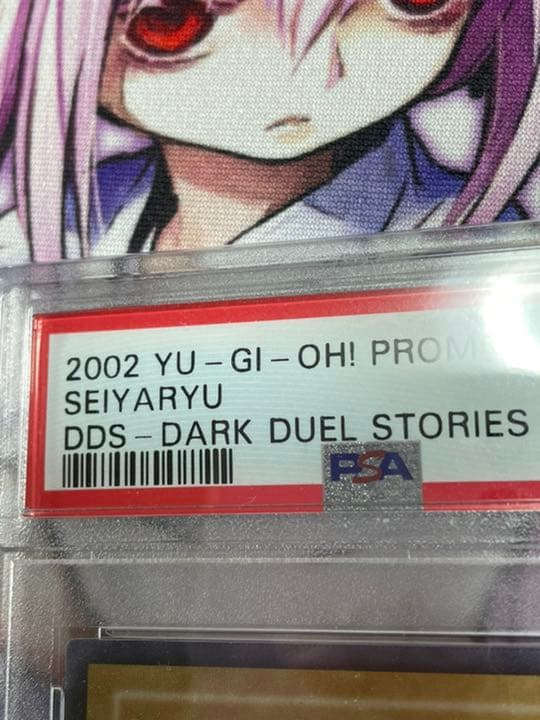 2002 YU-GI-OH! PROM
SEIYARYU
DDS-DARK DUEL STORIES
PSA